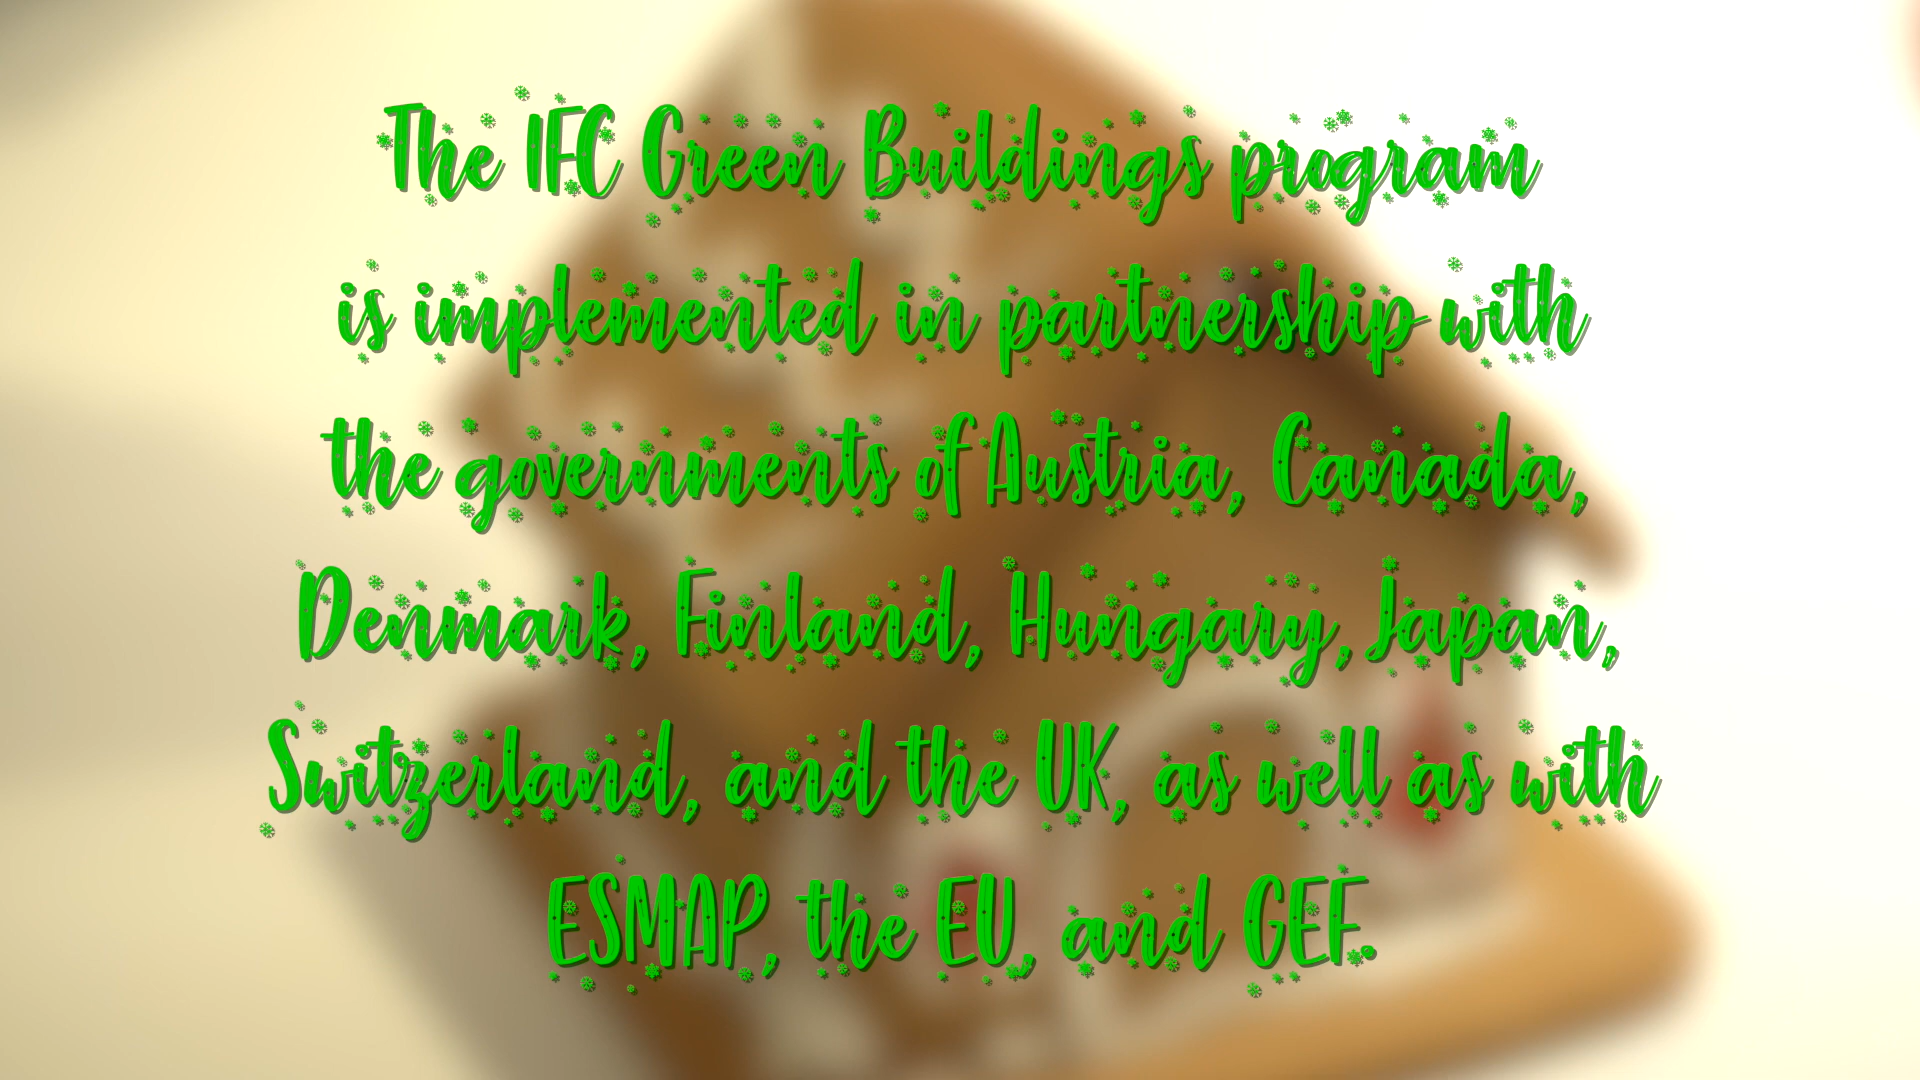 The IFC Green Buildings program
is implemented in partnership with
the governments of Austria, Canada,
Denmark, Finland, Hungary, Japan,
Switzerland, and the UK, as well as with
ESMAP, the EU, and GEF.